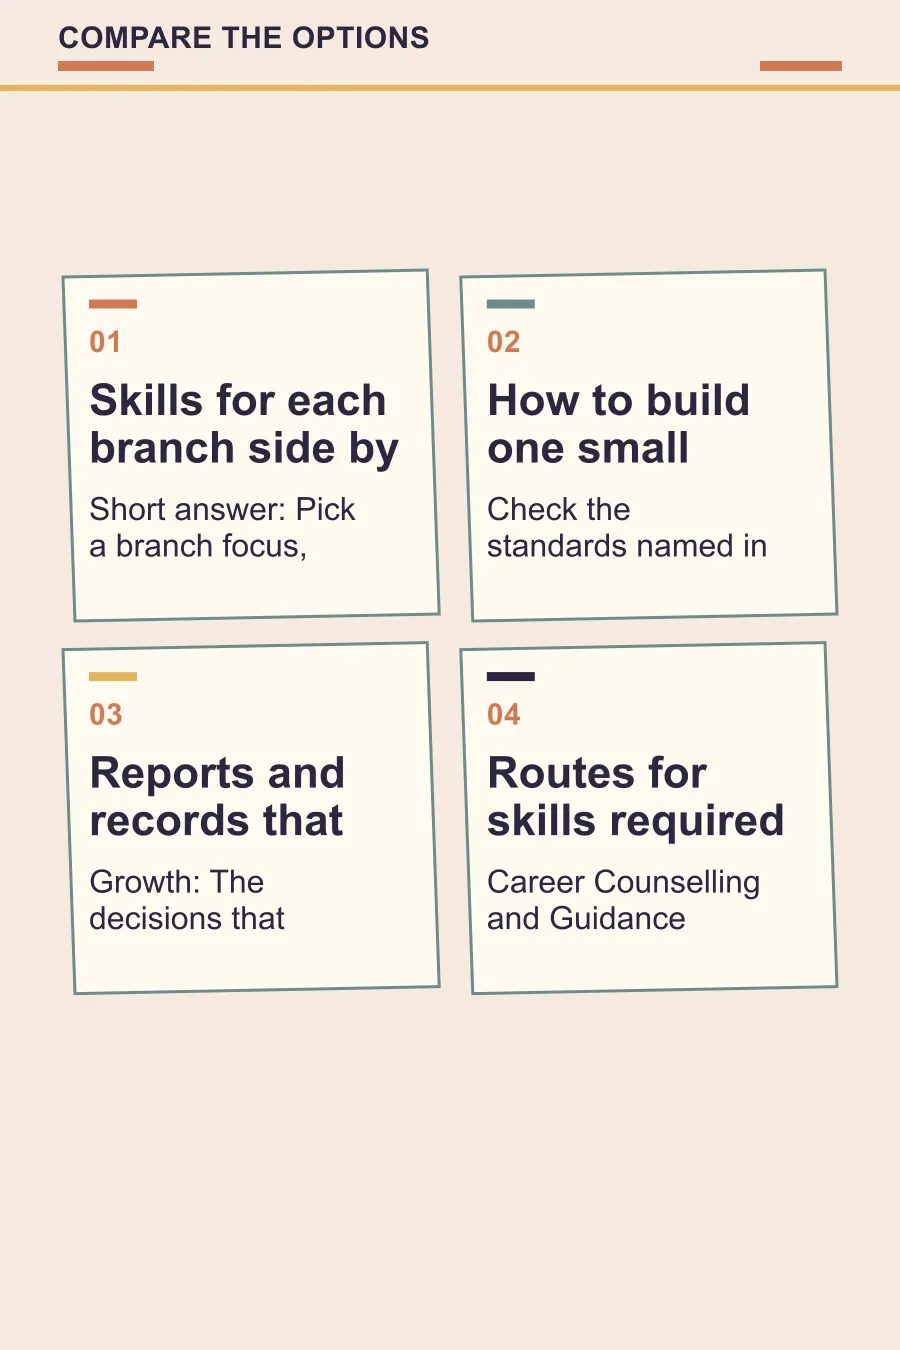 COMPARE THE OPTIONS
01
Skills for each
branch side by
Short answer: Pick
a branch focus,
02
How to build
one small
Check the
standards named in
03
Reports and
records that
Growth: The
decisions that
04
Routes for
skills required
Career Counselling
and Guidance